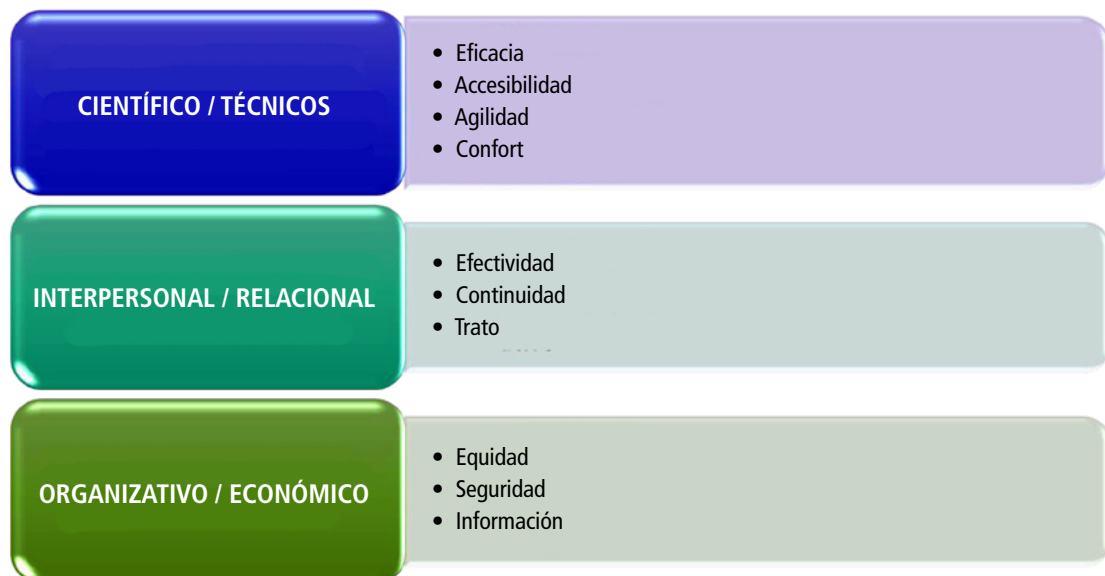 CIENTÍFICO / TÉCNICOS
• Eficacia
• Accesibilidad
• Agilidad
• Confort
INTERPERSONAL / RELACIONAL
• Efectividad
• Continuidad
• Trato
ORGANIZATIVO / ECONÓMICO
• Equidad
• Seguridad
• Información